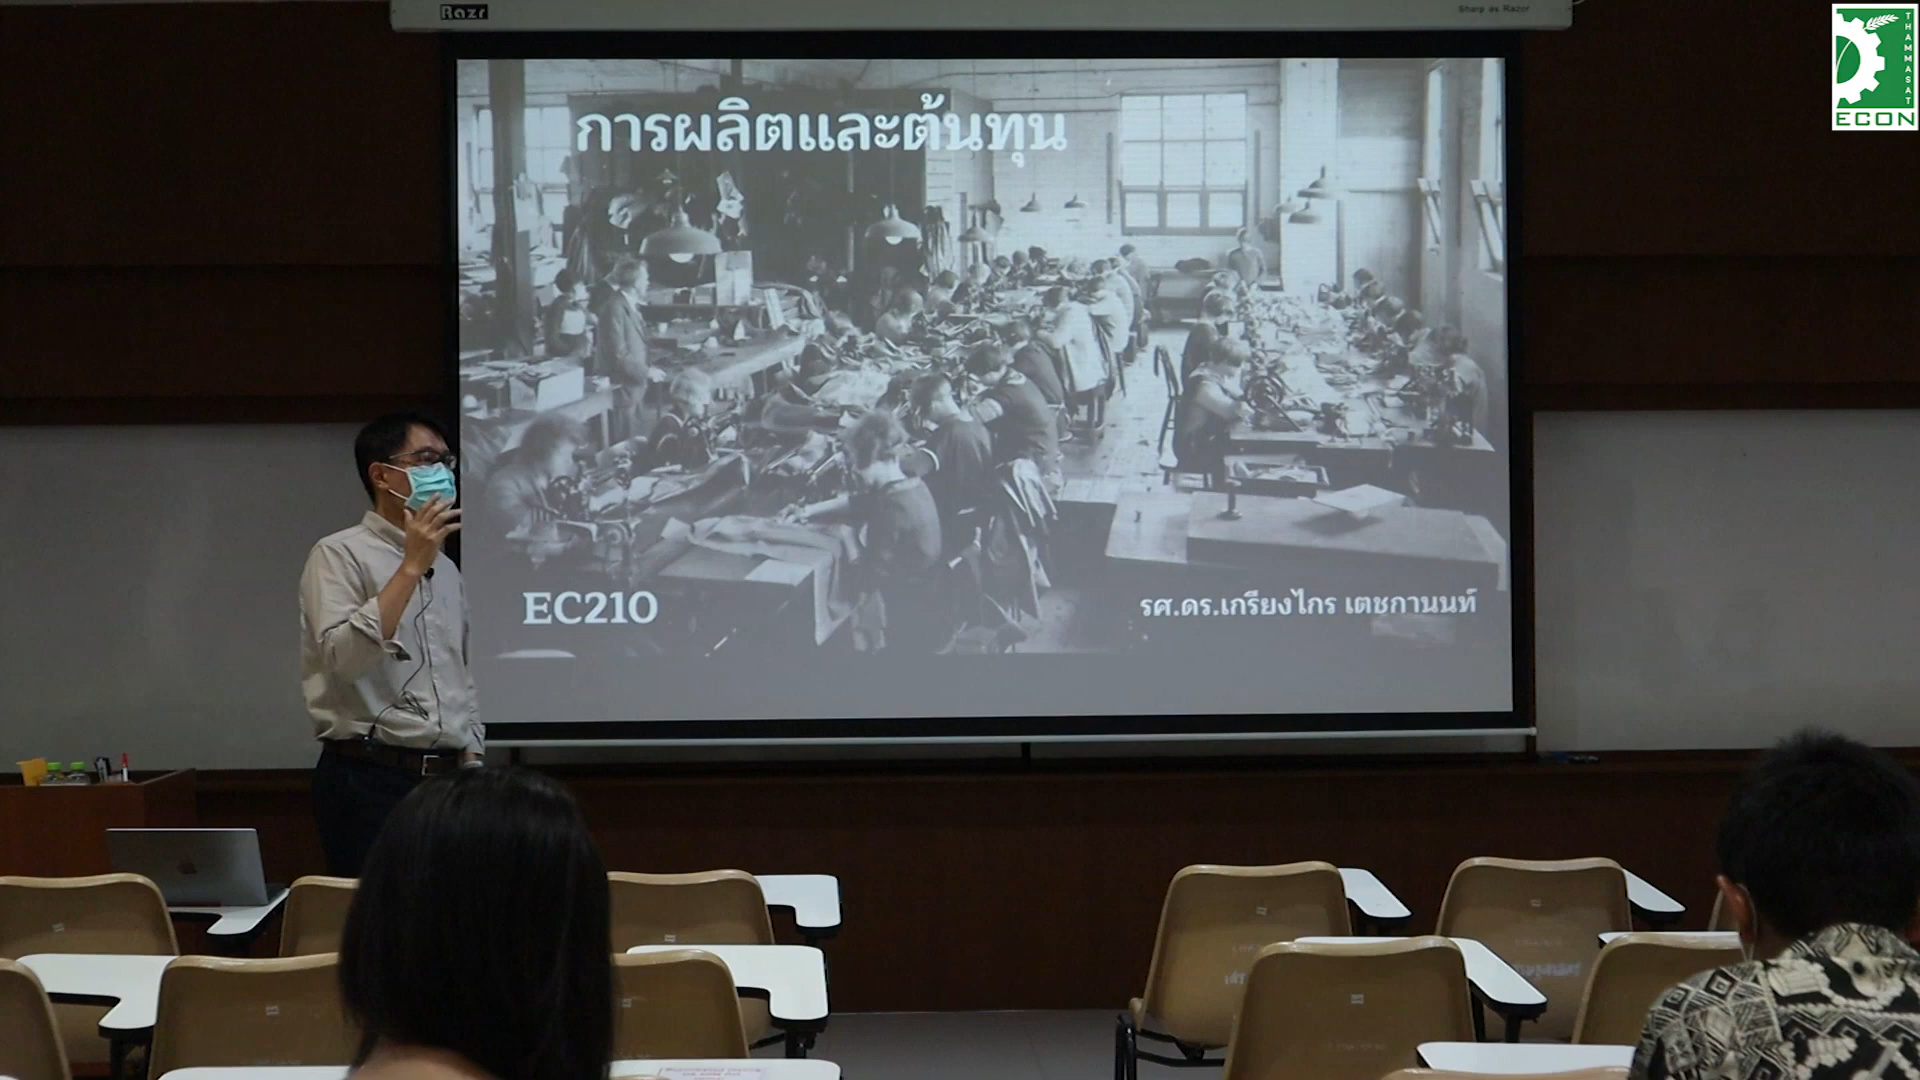 Razr
Sharp as Razor
THAMMASAT
ECON
การผลิตและต้นทุน
EC210
รศ.ดร.เกรียงไกร เตชกานนท์